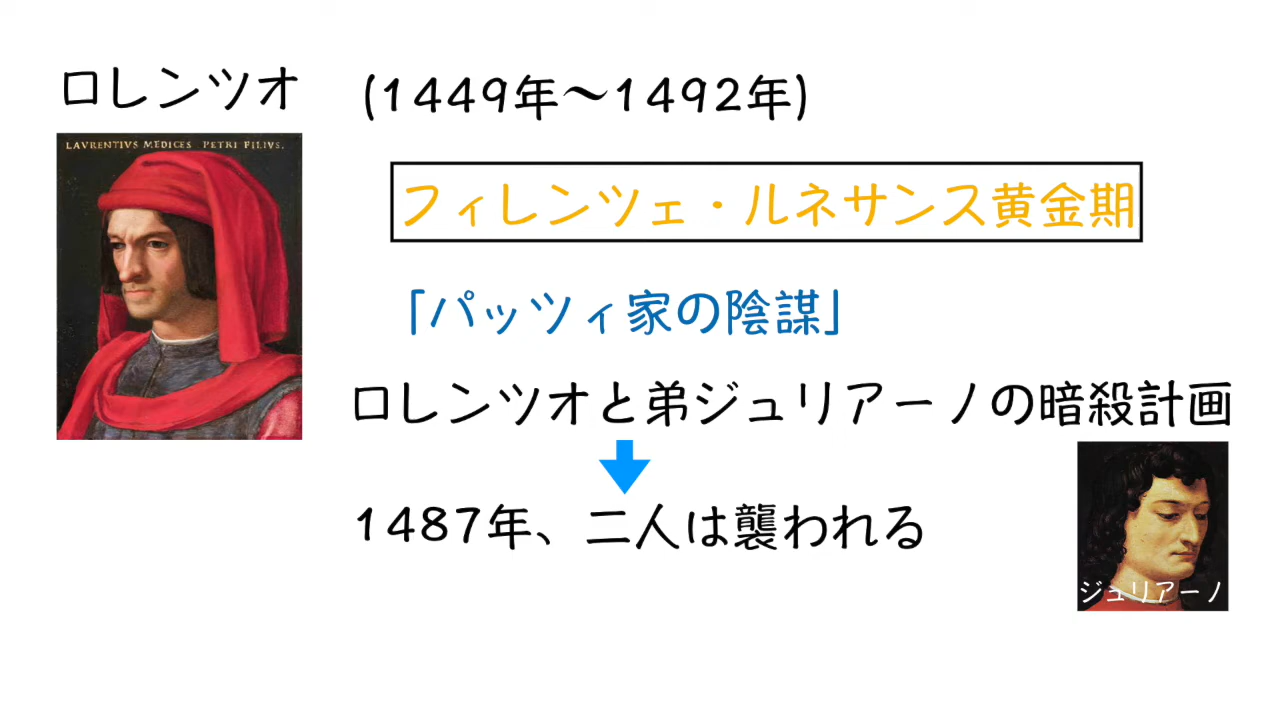 ロレンツオ
(1449年～1492年)
LAVRENTIVS MEDICES PETRI FILIVS.
フィレンツェ・ルネサンス黄金期
「パッツィ家の陰謀」
ロレンツオと弟ジュリアーノの暗殺計画
1487年、二人は襲われる
ジュリアーノ